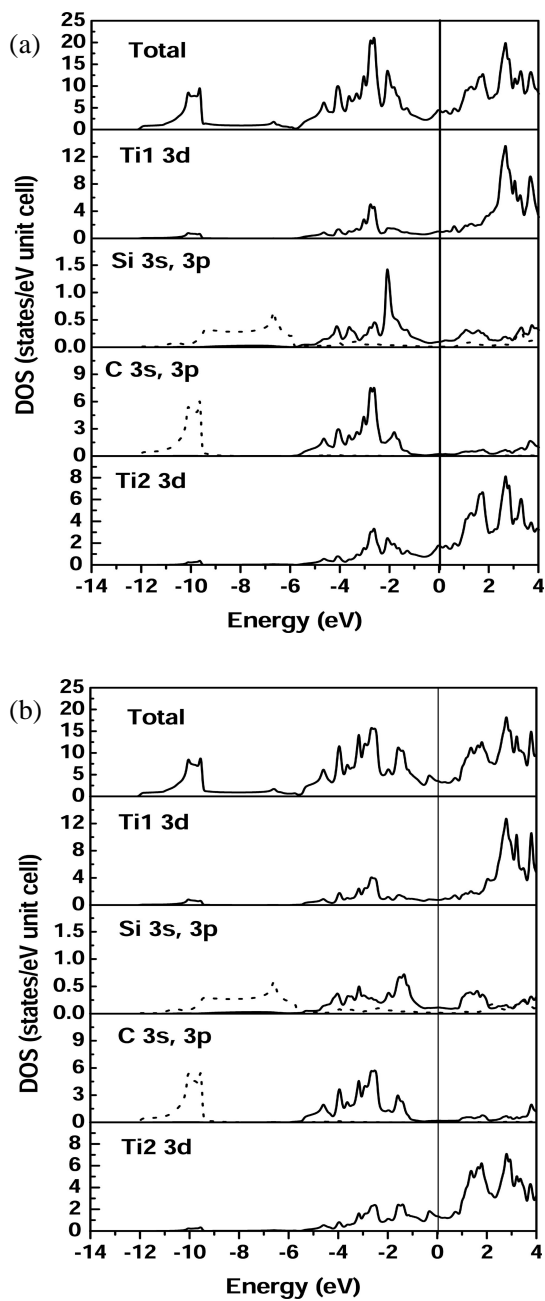 (a)
Total
25
20
15
10
5
0
Ti1 3d
12
8
4
0
Si 3s, 3p
1.5
1.0
0.5
0.0
C 3s, 3p
9
6
3
0
Ti2 3d
8
6
4
2
0
DOS (states/eV unit cell)
-14 -12 -10 -8 -6 -4 -2 0 2 4
Energy (eV)
(b)
Total
25
20
15
10
5
0
Ti1 3d
12
8
4
0
Si 3s, 3p
1.5
1.0
0.5
0.0
C 3s, 3p
9
6
3
0
Ti2 3d
8
6
4
2
0
DOS (states/eV unit cell)
-14 -12 -10 -8 -6 -4 -2 0 2 4
Energy (eV)